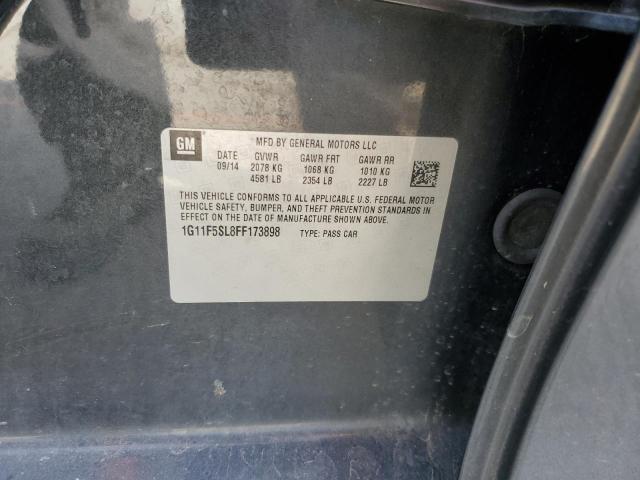 GM
MFD BY GENERAL MOTORS LLC
DATE GVWR GAWR FRT GAWR RR
09/14 2078 KG 1068 KG 1010 KG
4581 LB 2354 LB 2227 LB
THIS VEHICLE CONFORMS TO ALL APPLICABLE U.S. FEDERAL MOTOR
VEHICLE SAFETY, BUMPER, AND THEFT PREVENTION STANDARDS IN
EFFECT ON THE DATE OF MANUFACTURE SHOWN ABOVE.
1G11F5SL8FF173898 TYPE: PASS CAR